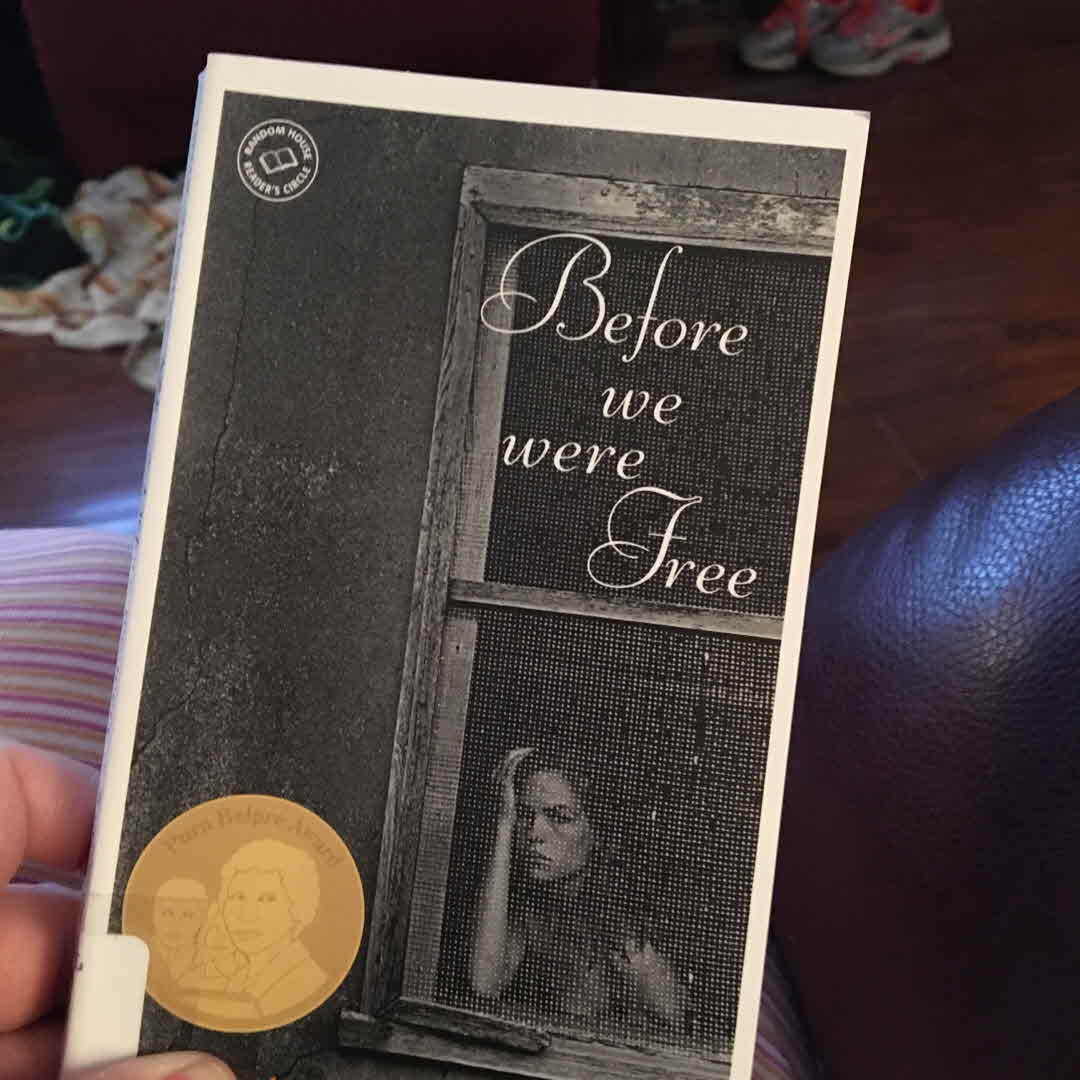 RANDOM HOUSE
READER'S CIRCLE
Before
we
were
Free
Pura Belpré Award